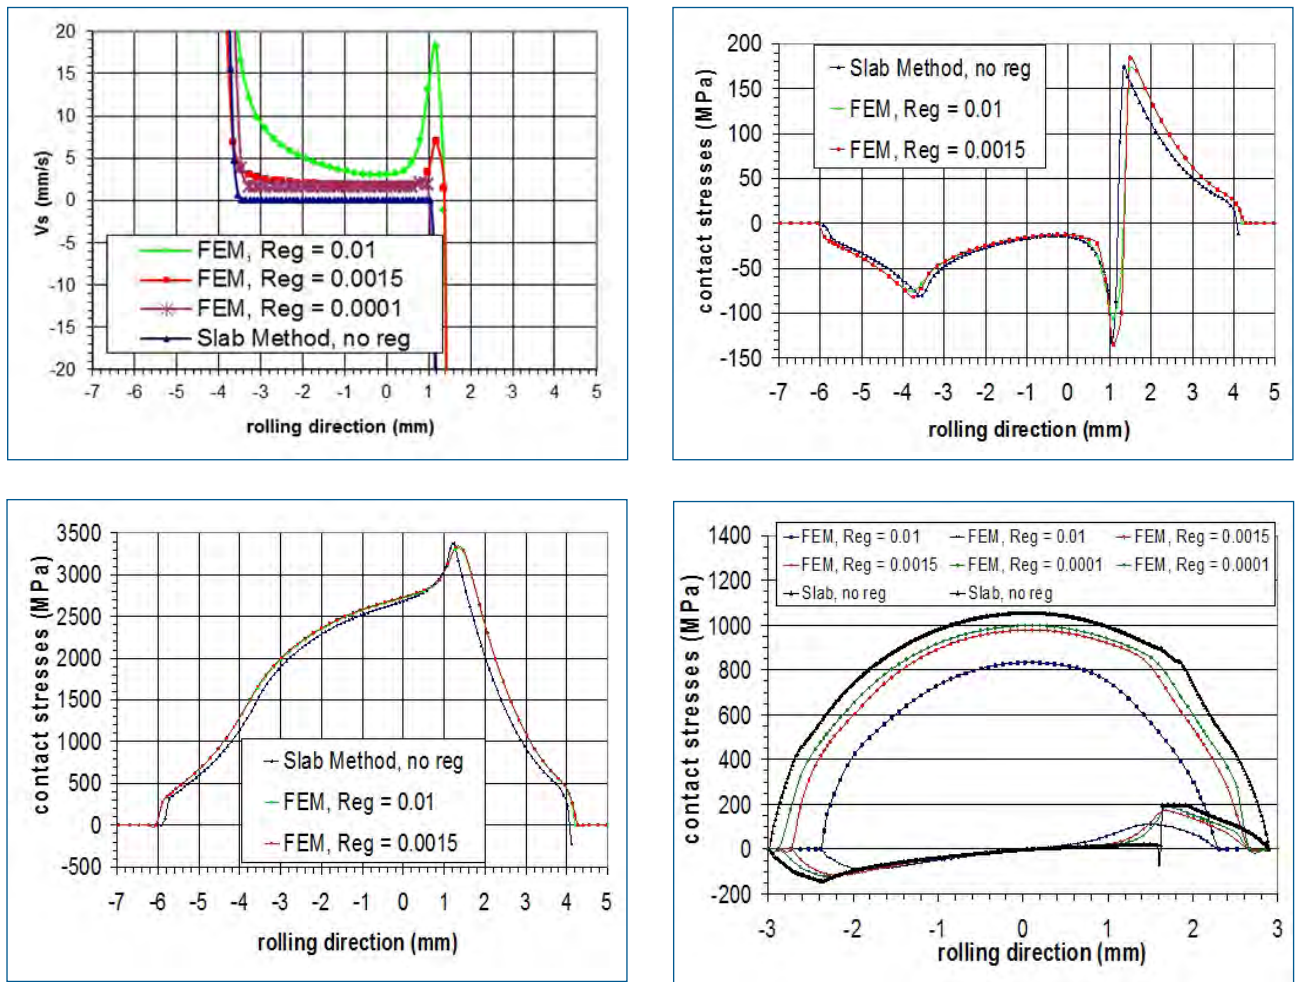 20
15
10
5
0
-5
-10
-15
-20
Vs (mm/s)
FEM, Reg = 0.01
FEM, Reg = 0.0015
FEM, Reg = 0.0001
Slab Method, no reg
-7 -6 -5 -4 -3 -2 -1 0 1 2 3 4 5
rolling direction (mm)
200
150
100
50
0
-50
-100
-150
contact stresses (MPa)
Slab Method, no reg
FEM, Reg = 0.01
FEM, Reg = 0.0015
-7 -6 -5 -4 -3 -2 -1 0 1 2 3 4 5
rolling direction (mm)
3500
3000
2500
2000
1500
1000
500
0
-500
contact stresses (MPa)
Slab Method, no reg
FEM, Reg = 0.01
FEM, Reg = 0.0015
-7 -6 -5 -4 -3 -2 -1 0 1 2 3 4 5
rolling direction (mm)
1400
1200
1000
800
600
400
200
0
-200
contact stresses (MPa)
FEM, Reg = 0.01 FEM, Reg = 0.01 FEM, Reg = 0.0015
FEM, Reg = 0.0015 FEM, Reg = 0.0001 FEM, Reg = 0.0001
Slab, no reg Slab, no reg
-3 -2 -1 0 1 2 3
rolling direction (mm)